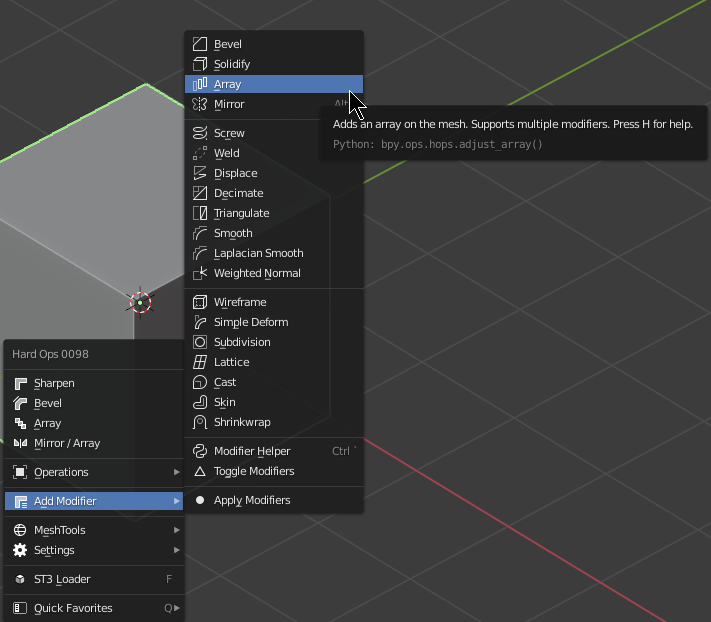 Bevel
Solidify
Array
Mirror
Adds an array on the mesh. Supports multiple modifiers. Press H for help.
Python: bpy.ops.hops.adjust_array()
Screw
Weld
Displace
Decimate
Triangulate
Smooth
Laplacian Smooth
Weighted Normal
Wireframe
Simple Deform
Subdivision
Lattice
Cast
Skin
Shrinkwrap
Modifier Helper Ctrl `
Toggle Modifiers
Apply Modifiers
Hard Ops 0098
Sharpen
Bevel
Array
Mirror / Array
Operations
Add Modifier
MeshTools
Settings
ST3 Loader F
Quick Favorites Q